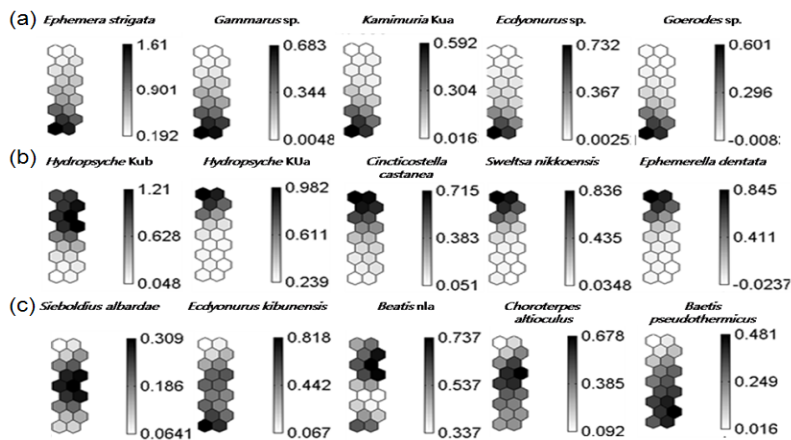 (a) Ephemera strigata Gammarus sp. Kamimuria Kua Ecdyonurus sp. Goerodes sp.
1.61 0.683 0.592 0.732 0.601
0.901 0.344 0.304 0.367 0.296
0.192 0.0048 0.016 0.0025 -0.008
(b) Hydropsyche Kub Hydropsyche KUa Cincticostella castanea Sweltsa nikkoensis Ephemerella dentata
1.21 0.982 0.715 0.836 0.845
0.628 0.611 0.383 0.435 0.411
0.048 0.239 0.051 0.0348 -0.0237
(c) Sieboldius albardae Ecdyonurus kibunensis Beatis nla Choroterpes altioculus Baetis pseudothermicus
0.309 0.818 0.737 0.678 0.481
0.186 0.442 0.537 0.385 0.249
0.0641 0.067 0.337 0.092 0.016